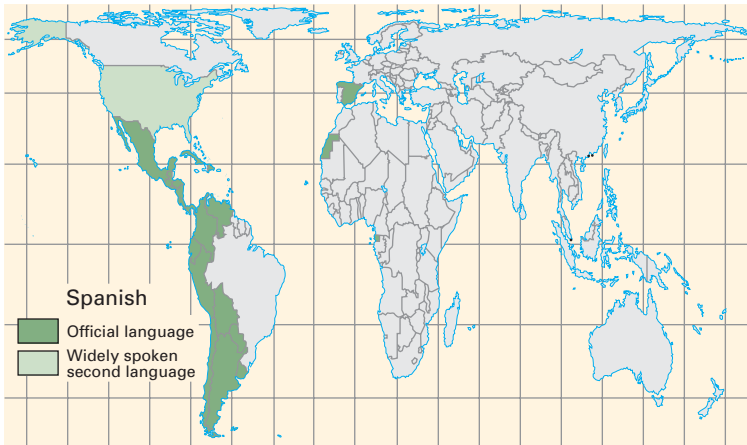 Spanish
Official language
Widely spoken
second language